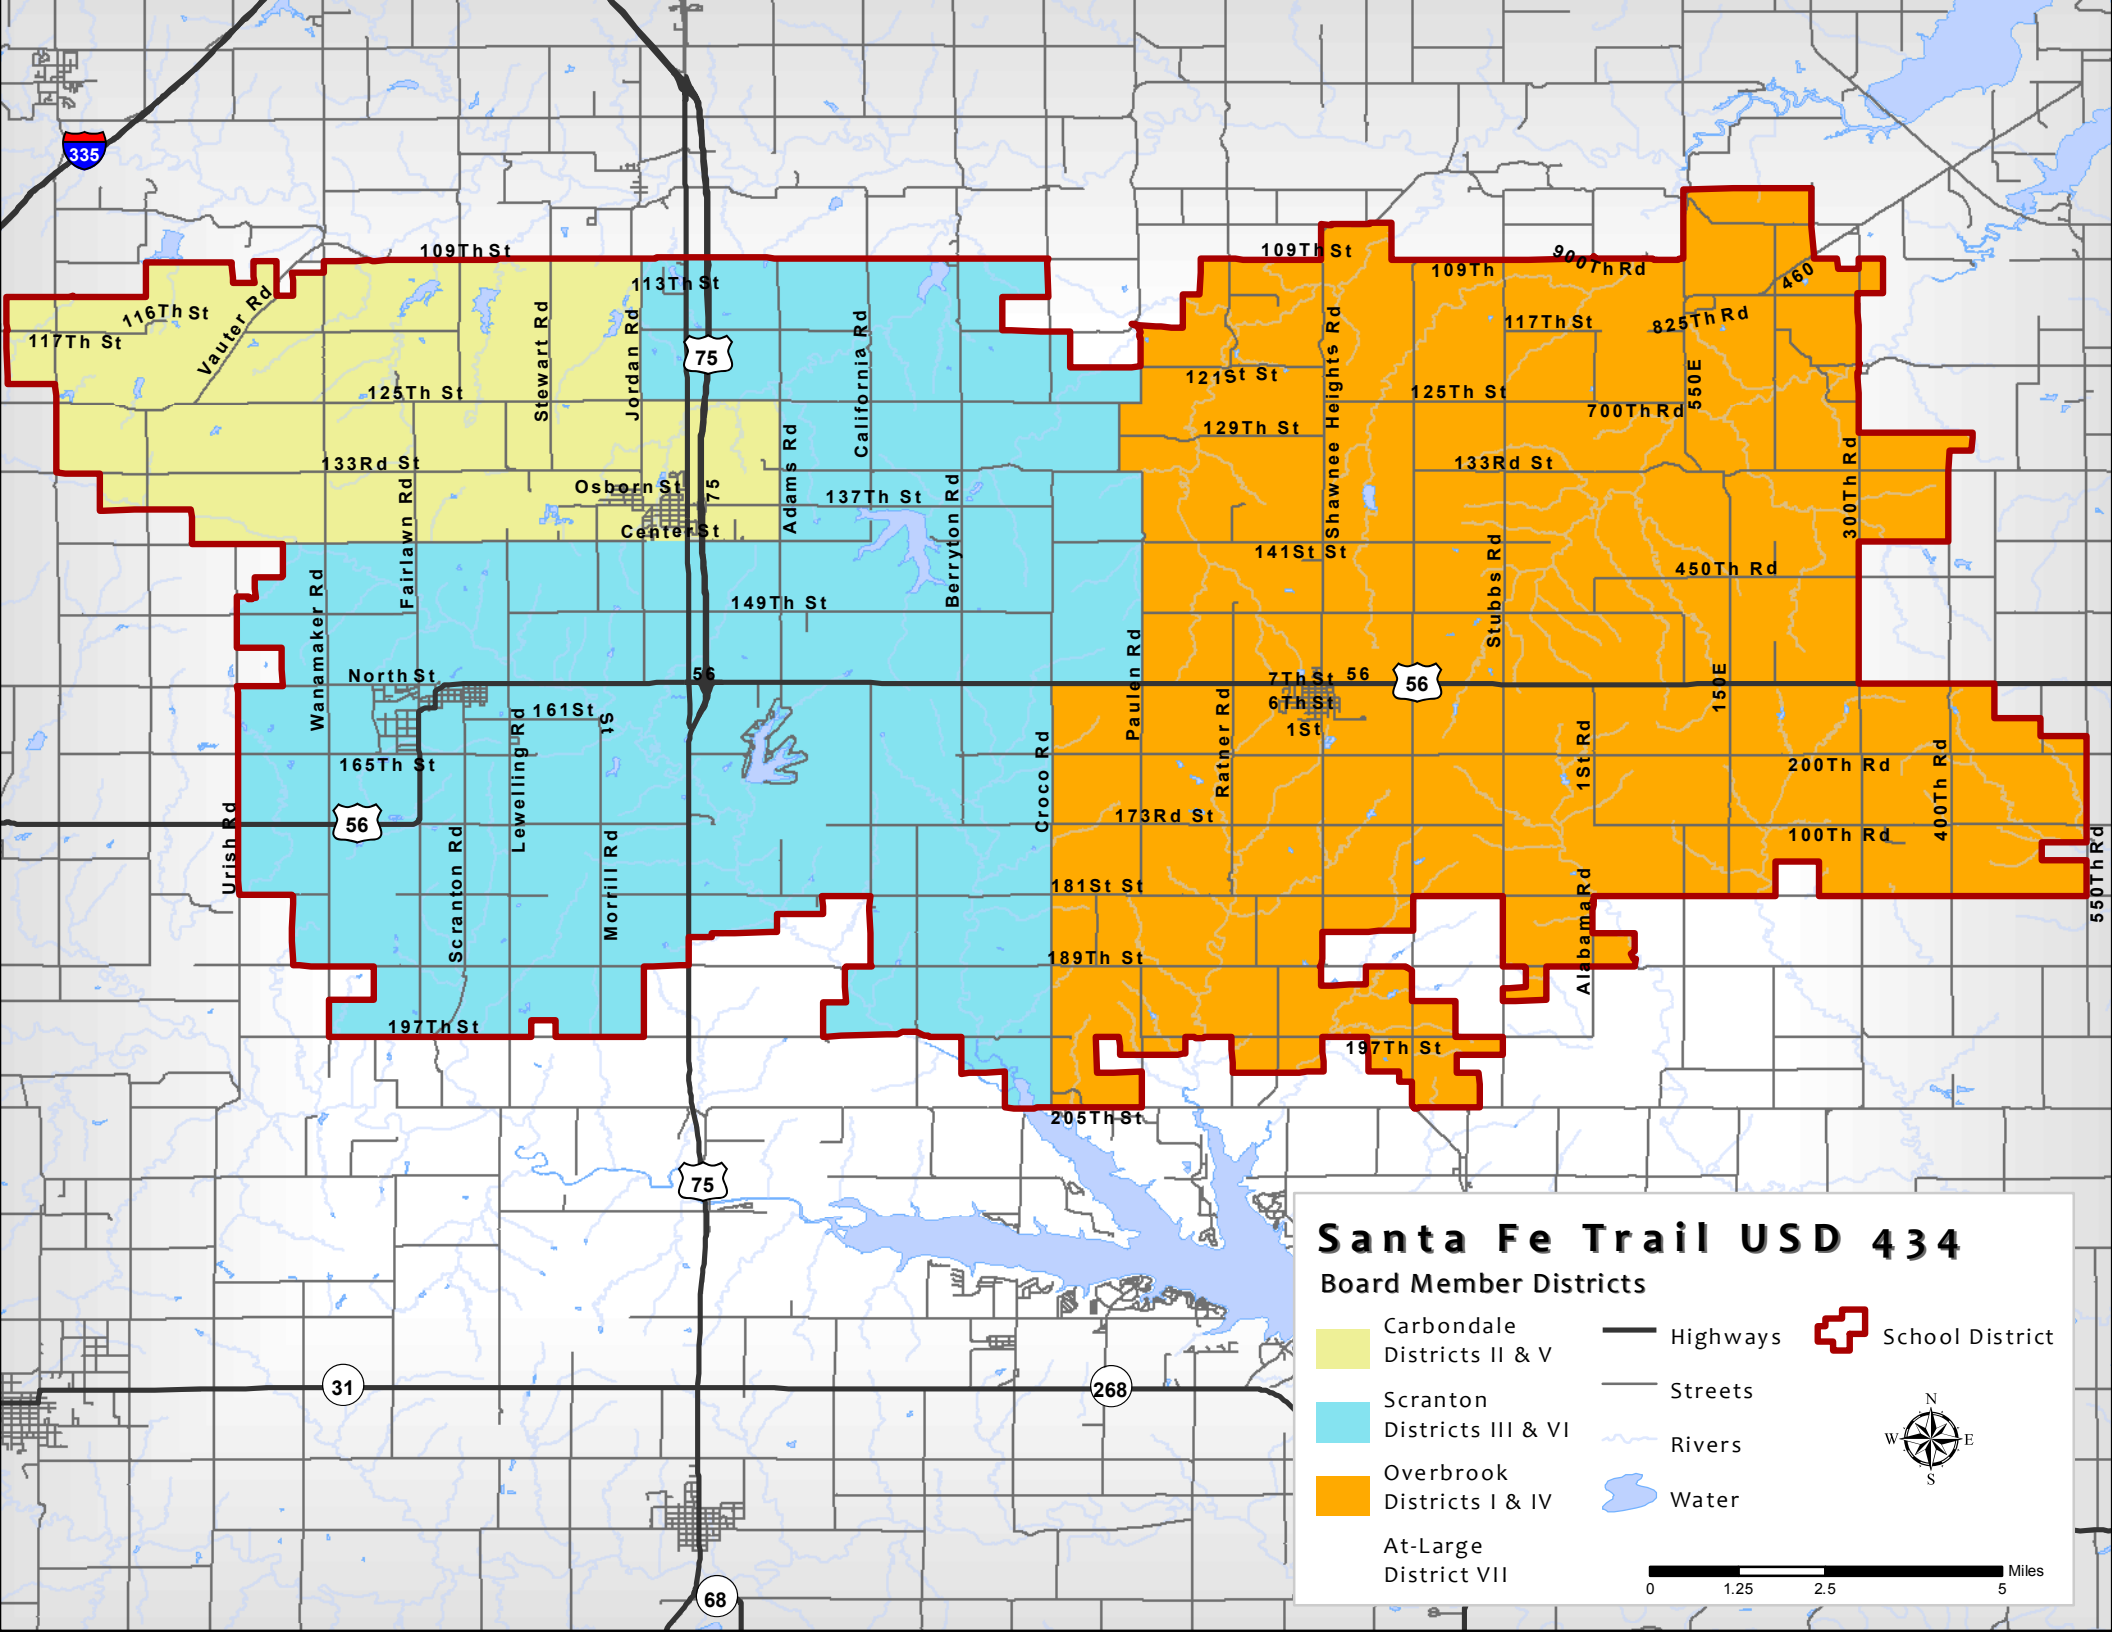 335
109Th St
109Th St
900Th Rd
109Th
460
113Th St
116Th St
117Th St
Vauter Rd
Stewart Rd
Jordan Rd
75
California Rd
Shawnee Heights Rd
117Th St
825Th Rd
121St St
125Th St
125Th St
550E
700Th Rd
129Th St
Adams Rd
133Rd St
133Rd St
300Th Rd
Osborn St
75
137Th St
Fairlawn Rd
Berryton Rd
Center St
141St St
Stubbs Rd
450Th Rd
Wanamaker Rd
149Th St
Paulen Rd
North St
56
7Th St
56
56
150E
6Th St
1St
161St
St
Lewelling Rd
Ratner Rd
1St Rd
165Th St
Croco Rd
200Th Rd
400Th Rd
56
Urish Rd
Scranton Rd
Morrill Rd
173Rd St
100Th Rd
550Th Rd
181St St
Alabama Rd
189Th St
197Th St
197Th St
205Th St
75
31
268
68
Santa Fe Trail USD 434
Board Member Districts
Carbondale
Districts II & V
Scranton
Districts III & VI
Overbrook
Districts I & IV
At-Large
District VII
Highways
Streets
Rivers
Water
School District
N
W
E
S
Miles
0
1.25
2.5
5